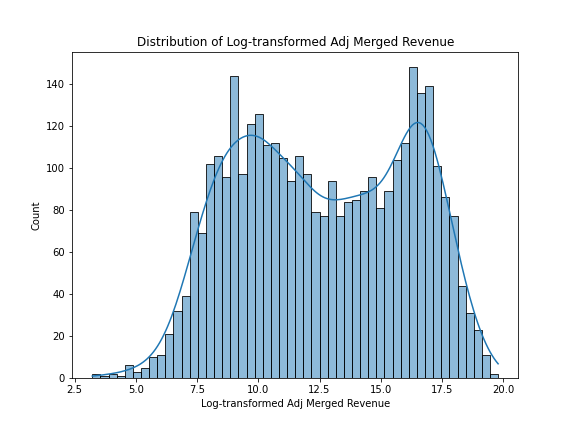 Distribution of Log-transformed Adj Merged Revenue
140
120
100
80
60
40
20
0
Count
2.5 5.0 7.5 10.0 12.5 15.0 17.5 20.0
Log-transformed Adj Merged Revenue